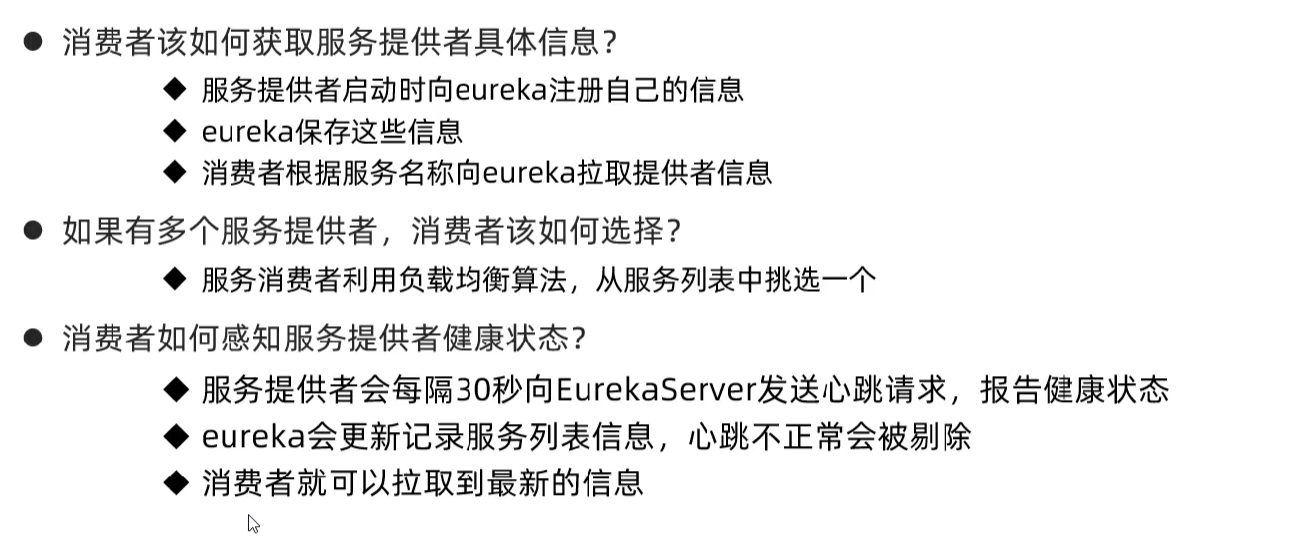 消费者该如何获取服务提供者具体信息？
服务提供者启动时向eureka注册自己的信息
eureka保存这些信息
消费者根据服务名称向eureka拉取提供者信息
如果有多个服务提供者，消费者该如何选择？
服务消费者利用负载均衡算法，从服务列表中挑选一个
消费者如何感知服务提供者健康状态？
服务提供者会每隔30秒向EurekaServer发送心跳请求，报告健康状态
eureka会更新记录服务列表信息，心跳不正常会被剔除
消费者就可以拉取到最新的信息